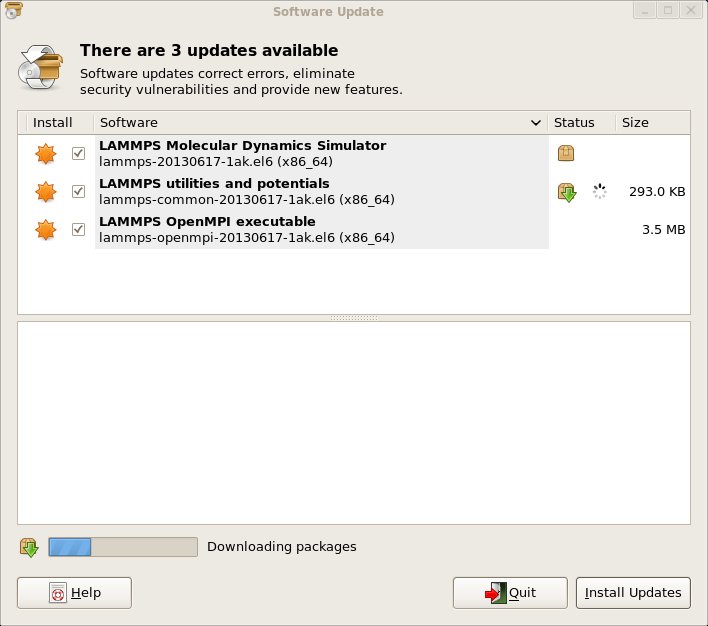 Software Update
There are 3 updates available
Software updates correct errors, eliminate
security vulnerabilities and provide new features.
Install Software Status Size
LAMMPS Molecular Dynamics Simulator
lammps-20130617-1ak.el6 (x86_64)
LAMMPS utilities and potentials
lammps-common-20130617-1ak.el6 (x86_64) 293.0 KB
LAMMPS OpenMPI executable
lammps-openmpi-20130617-1ak.el6 (x86_64) 3.5 MB
Downloading packages
Help Quit Install Updates